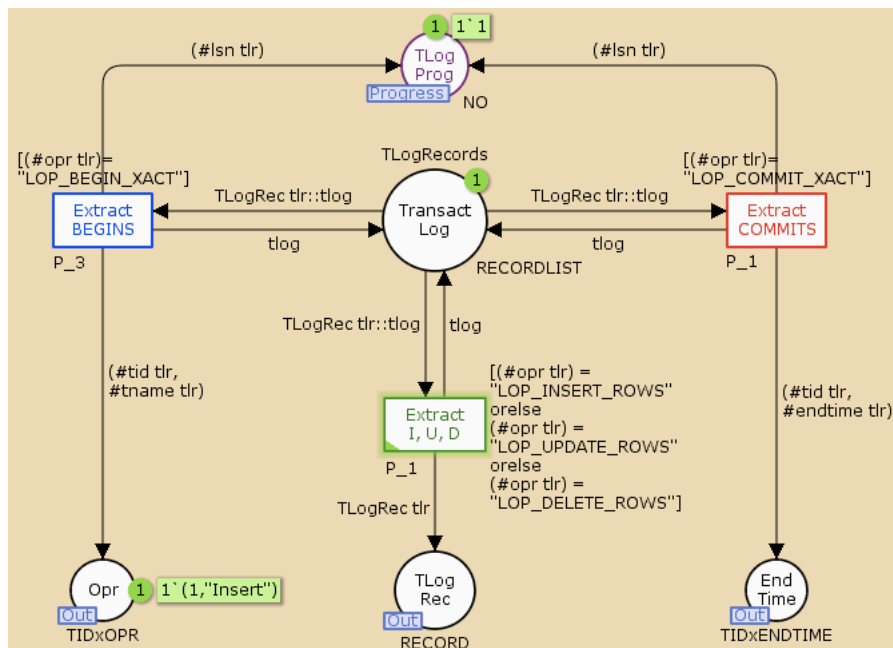 1
1`1
TLog
Prog
Progress
NO
(#lsn tlr)
(#lsn tlr)
[(#opr tlr)=
"LOP_BEGIN_XACT"]
TLogRecords
[(#opr tlr)=
"LOP_COMMIT_XACT"]
1
Extract
BEGINS
P_3
TLogRec tlr::tlog
tlog
Transact
Log
RECORDLIST
TLogRec tlr::tlog
tlog
Extract
COMMITS
P_1
TLogRec tlr::tlog
tlog
(#tid tlr,
#tname tlr)
Extract
I, U, D
P_1
[(#opr tlr) =
"LOP_INSERT_ROWS"
orelse
(#opr tlr) =
"LOP_UPDATE_ROWS"
orelse
(#opr tlr) =
"LOP_DELETE_ROWS"]
(#tid tlr,
#endtime tlr)
TLogRec tlr
Opr
1
1`(1,"Insert")
Out
TIDxOPR
TLog
Rec
Out
RECORD
End
Time
Out
TIDxENDTIME